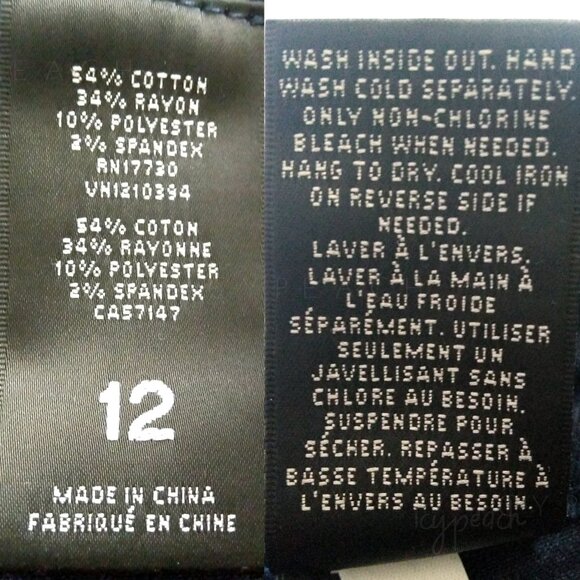 54% COTTON
34% RAYON
10% POLYESTER
2% SPANDEX
RN17730
VN1210394
54% COTON
34% RAYONNE
10% POLYESTER
2% SPANDEX
CA57147
12
MADE IN CHINA
FABRIQUÉ EN CHINE
WASH INSIDE OUT. HAND
WASH COLD SEPARATELY.
ONLY NON-CHLORINE
BLEACH WHEN NEEDED.
HANG TO DRY. COOL IRON
ON REVERSE SIDE IF
NEEDED.
LAVER À L'ENVERS.
LAVER À LA MAIN À
L'EAU FROIDE
SÉPARÉMENT. UTILISER
SEULEMENT UN
JAVELLISANT SANS
CHLORE AU BESOIN.
SUSPENDRE POUR
SÉCHER. REPASSER À
BASSE TEMPÉRATURE À
L'ENVERS AU BESOIN.
icypeach